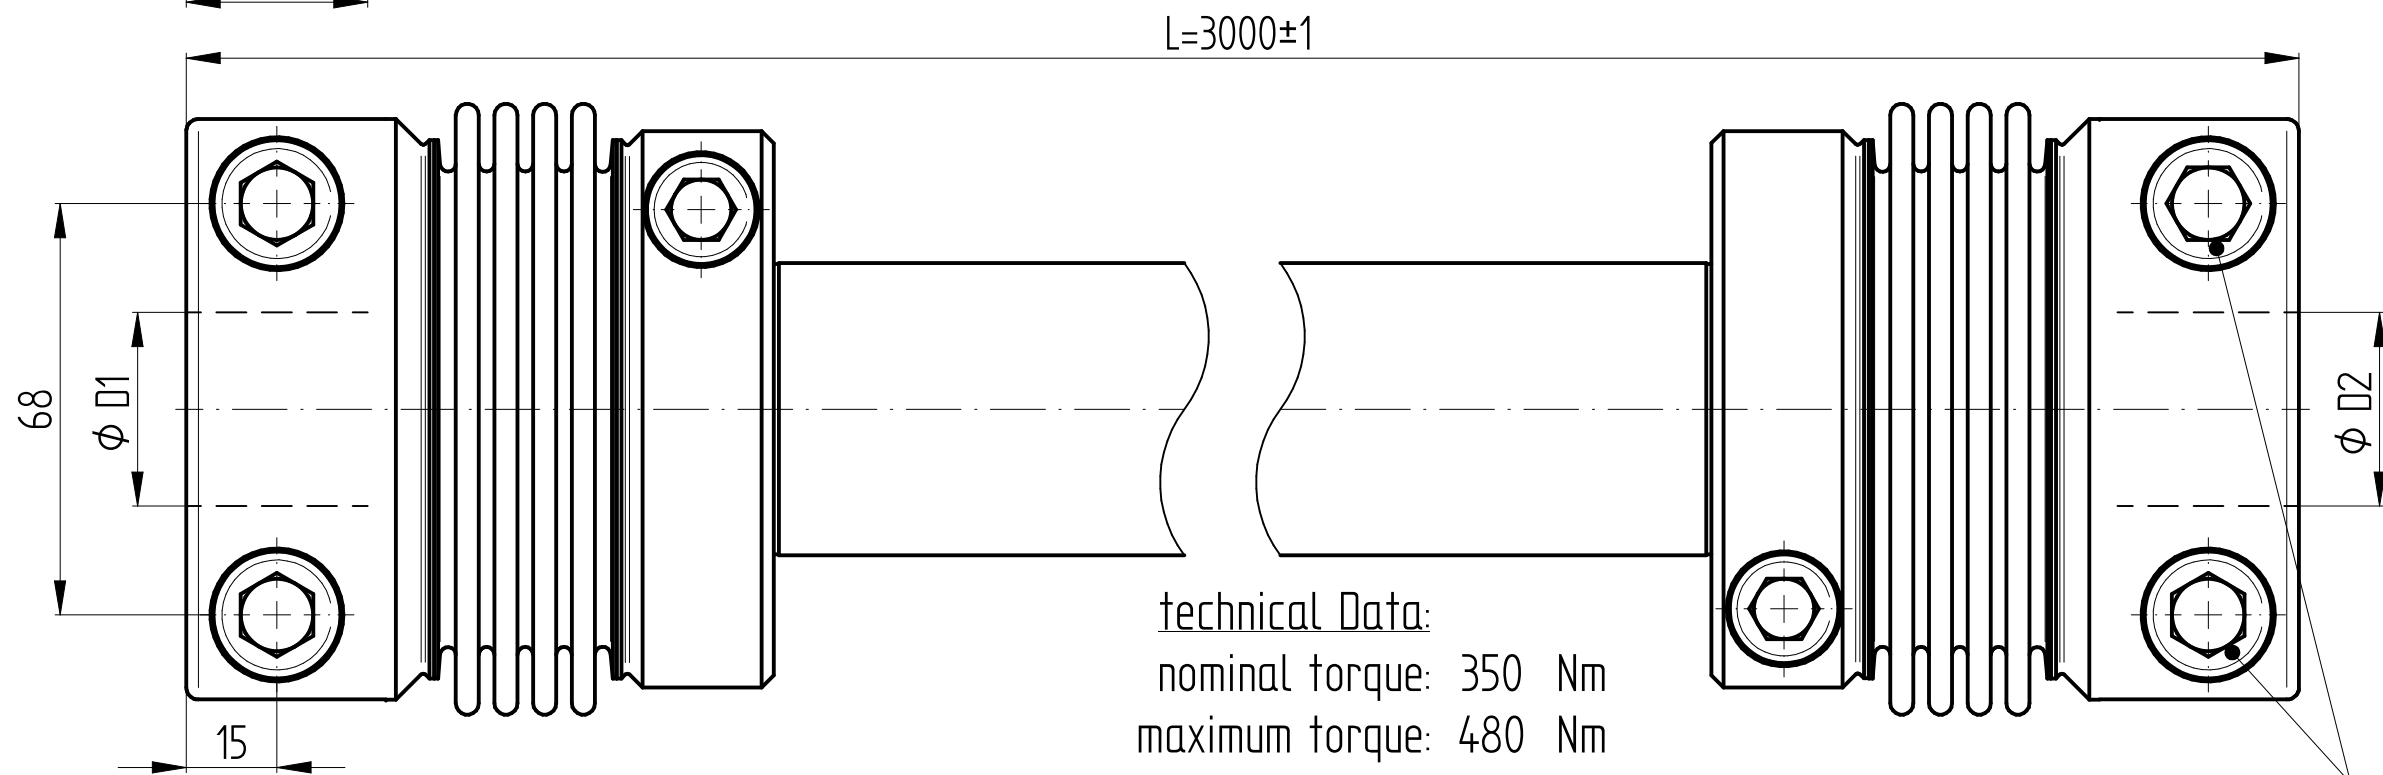 L=3000±1
68
ϕ D1
ϕ D2
technical Data:
nominal torque: 350 Nm
maximum torque: 480 Nm
15